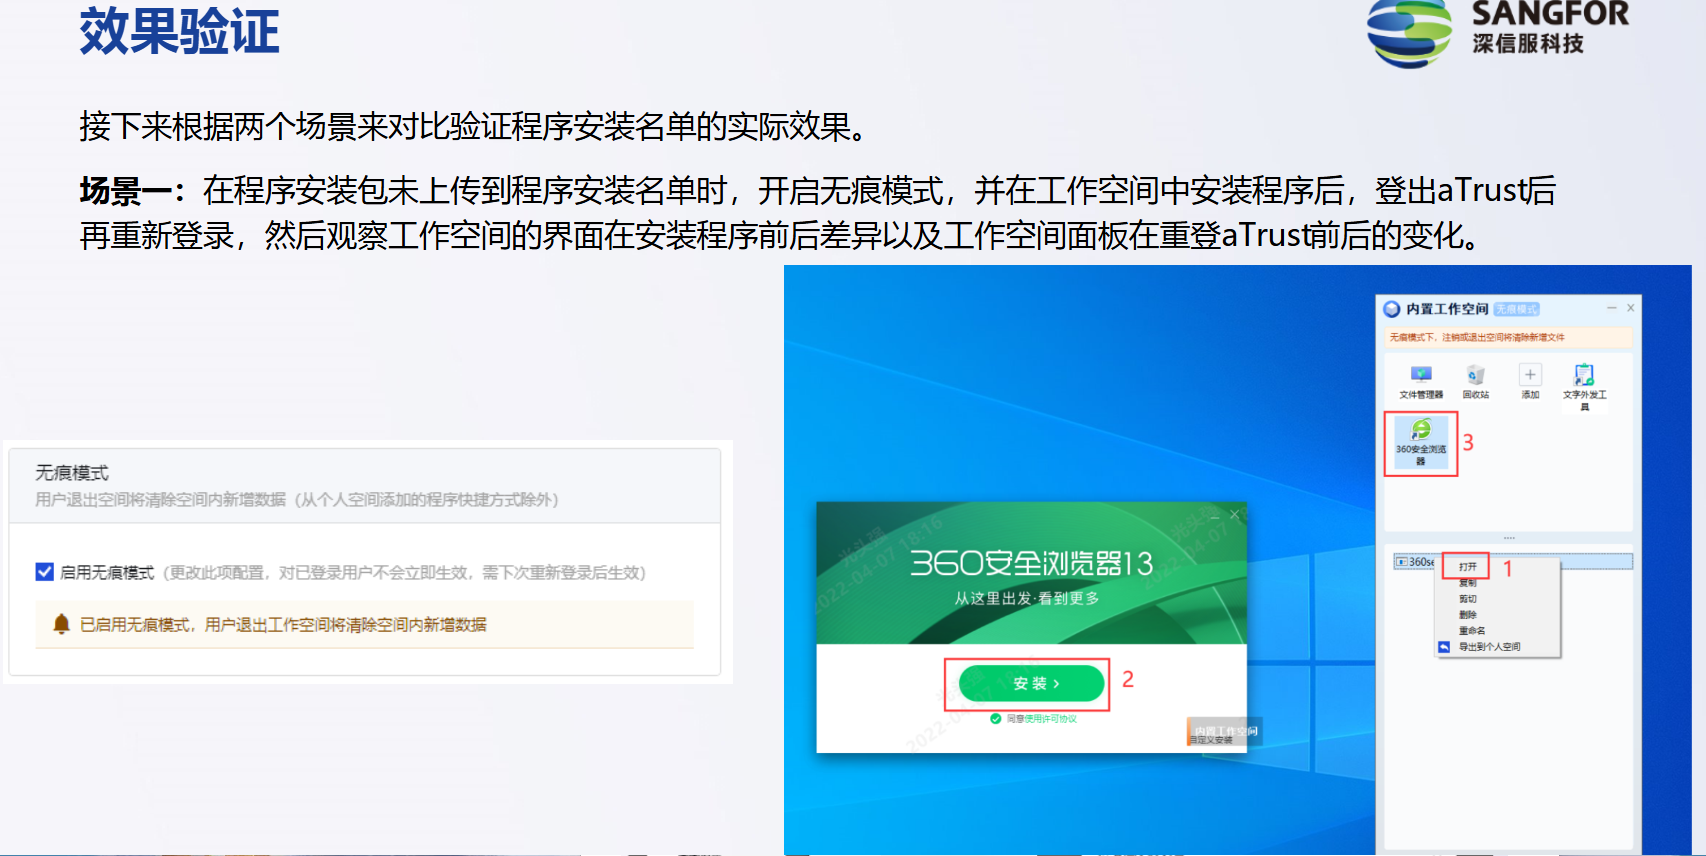 效果验证
SANGFOR
深信服科技
接下来根据两个场景来对比验证程序安装名单的实际效果。
场景一：在程序安装包未上传到程序安装名单时，开启无痕模式，并在工作空间中安装程序后，登出aTrust后
再重新登录，然后观察工作空间的界面在安装程序前后差异以及工作空间面板在重登aTrust前后的变化。
无痕模式
用户退出空间将清除空间内新增数据（从个人空间添加的程序快捷方式除外）
启用无痕模式（更改此项配置，对已登录用户不会立即生效，需下次重新登录后生效）
已启用无痕模式，用户退出工作空间将清除空间内新增数据
内置工作空间 无痕模式
无痕模式下，注销或退出空间将清除新增文件
文件管理器 回收站 添加 文字外发工
具
360安全浏览
器
3
360se
打开
1
复制
剪切
删除
重命名
导出到个人空间
光头强
2022-04-07 18:16
360安全浏览器13
从这里出发·看到更多
安装
2
同意使用许可协议
内置工作空间
自定义安装